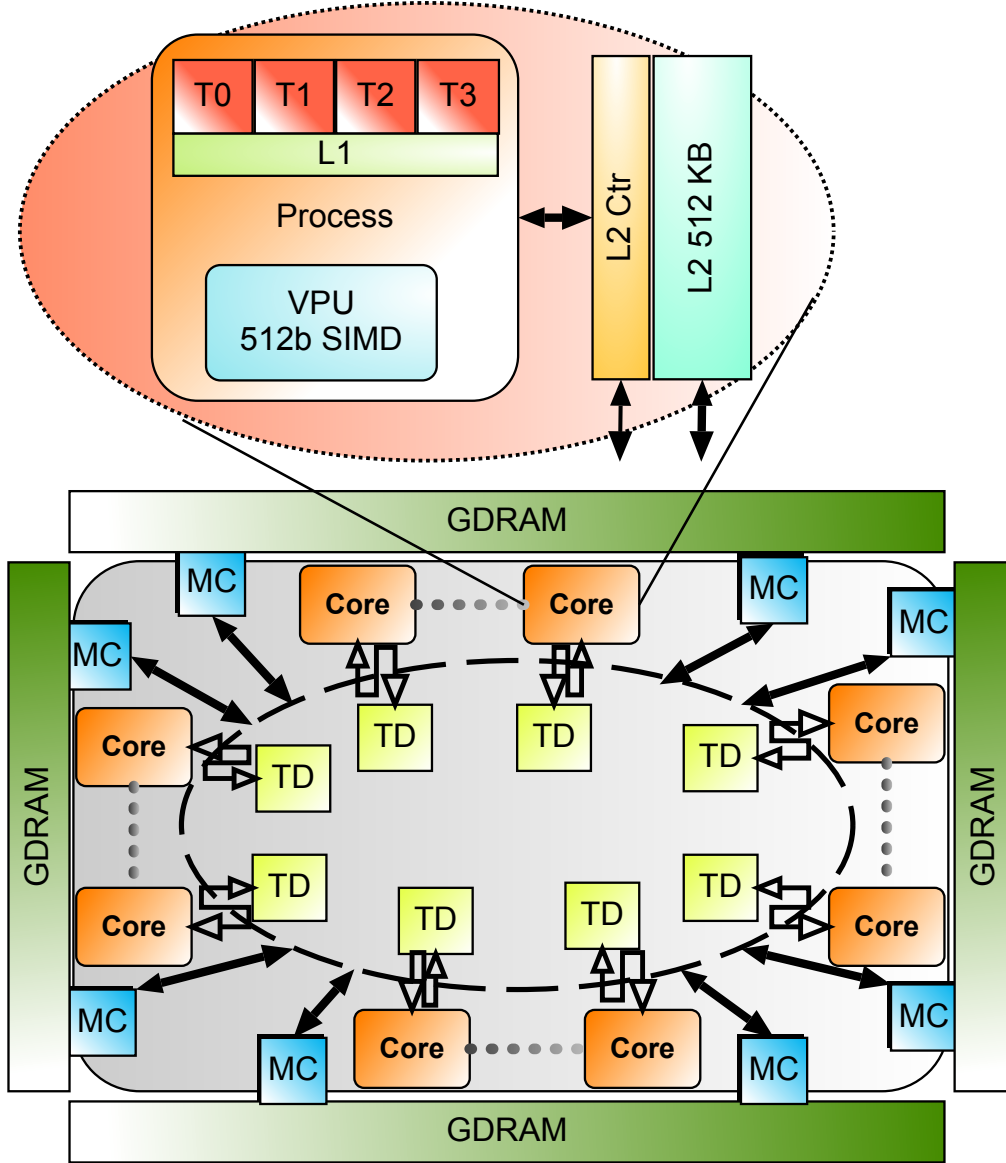 T0 T1 T2 T3
L1
Process
VPU
512b SIMD
L2 Ctr
L2 512 KB
GDRAM
MC
MC
Core
Core
MC
MC
TD
TD
Core
TD
TD
Core
GDRAM
GDRAM
Core
TD
TD
Core
TD
TD
MC
MC
Core
Core
MC
MC
GDRAM